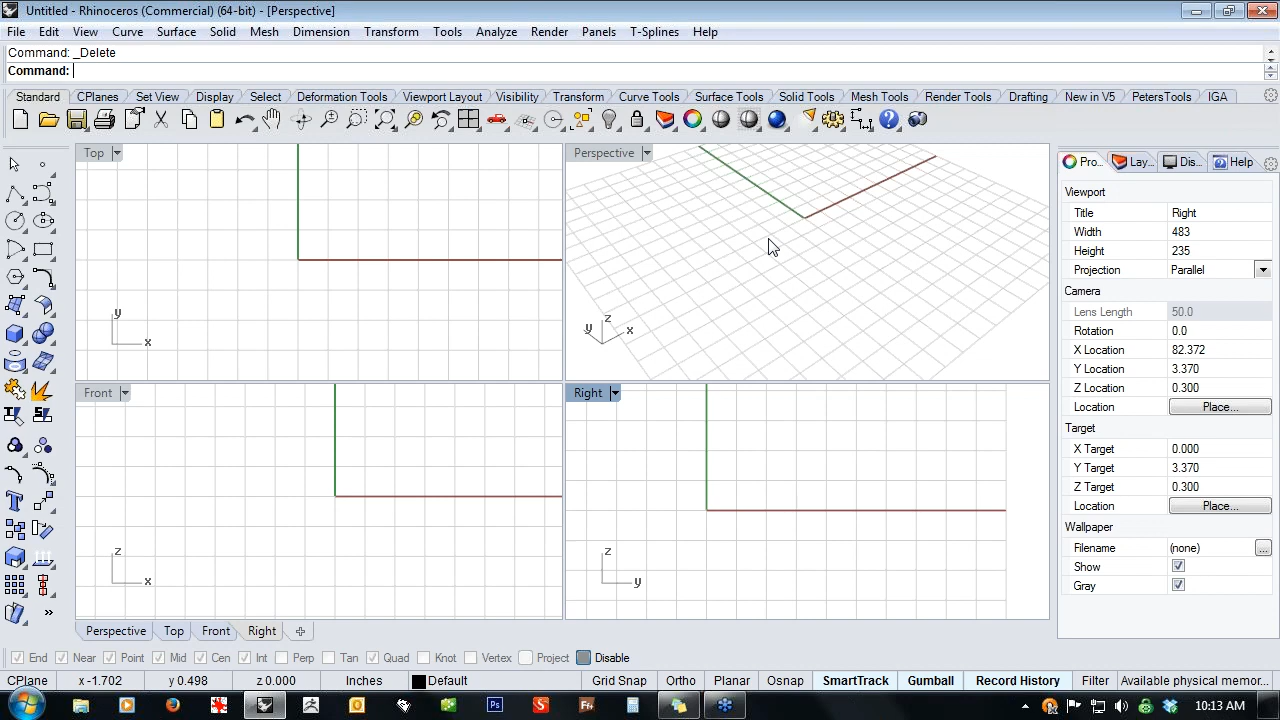 Untitled - Rhinoceros (Commercial) (64-bit) - [Perspective]
File Edit View Curve Surface Solid Mesh Dimension Transform Tools Analyze Render Panels T-Splines Help
Command: _Delete
Command:
Standard CPlanes Set View Display Select Deformation Tools Viewport Layout Visibility Transform Curve Tools Surface Tools Solid Tools Mesh Tools Render Tools Drafting New in V5 PetersTools IGA
Top
Perspective
Pro... Lay... Dis... Help
Viewport
Title Right
Width 483
Height 235
Projection Parallel
Camera
Lens Length 50.0
Rotation 0.0
X Location 82.372
Y Location 3.370
Z Location 0.300
Location Place...
Target
X Target 0.000
Y Target 3.370
Z Target 0.300
Location Place...
Wallpaper
Filename (none) ...
Show
Gray
y
x
z
y
x
Front
Right
z
x
z
y
Perspective Top Front Right
End Near Point Mid Cen Int Perp Tan Quad Knot Vertex Project Disable
CPlane x -1.702 y 0.498 z 0.000 Inches Default Grid Snap Ortho Planar Osnap SmartTrack Gumball Record History Filter Available physical memor...
Ps
10:13 AM